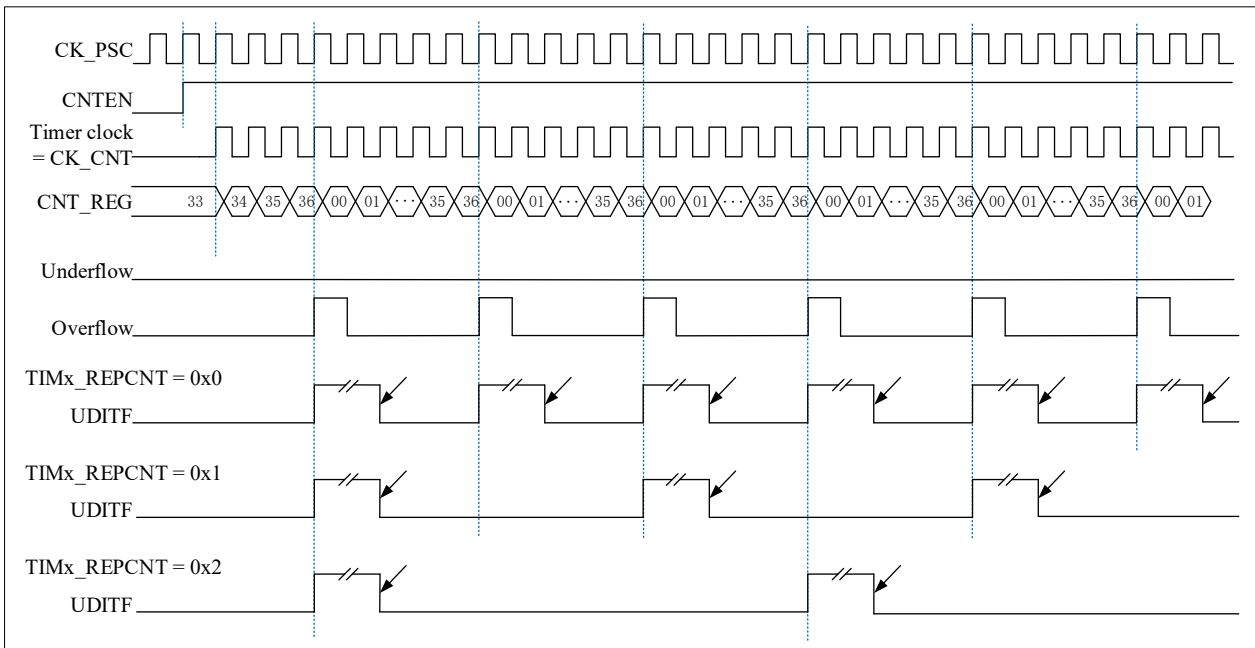 CK_PSC
CNTEN
Timer clock
= CK_CNT
CNT_REG 33 34 35 36 00 01 ··· 35 36 00 01 ··· 35 36 00 01 ··· 35 36 00 01 ··· 35 36 00 01 ··· 35 36 00 01
Underflow
Overflow
TIMx_REPCNT = 0x0
UDITF
TIMx_REPCNT = 0x1
UDITF
TIMx_REPCNT = 0x2
UDITF